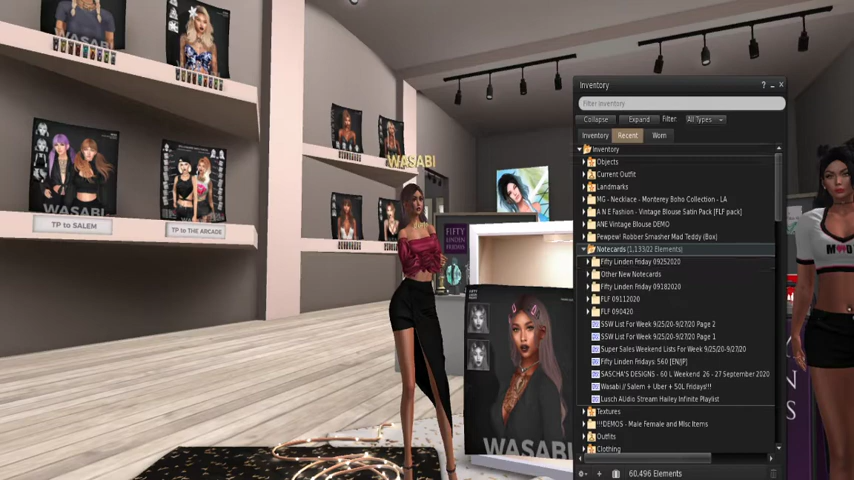 WASABI
WASABI
WASABI
TP to SALEM
TP to THE ARCADE
WASABI
FIFTY
LINDEN
FRIDAYS
WASABI
Inventory
? _ x
Filter Inventory
Collapse Expand Filter: All Types
Inventory Recent Worn
Inventory
Objects
Current Outfit
Landmarks
MG - Necklace - Monterey Boho Collection - LA
A N E Fashion - Vintage Blouse Satin Pack [FLF pack]
ANE Vintage Blouse DEMO
Pewpew! Robber Smasher Mad Teddy (Box)
Notecards (1,133/22 Elements)
Fifty Linden Friday 09252020
Other New Notecards
Fifty Linden Friday 09182020
FLF 09112020
FLF 090420
SSW List For Week 9/25/20-9/27/20 Page 2
SSW List For Week 9/25/20-9/27/20 Page 1
Super Sales Weekend Lists For Week 9/25/20-9/27/20
Fifty Linden Fridays: 560 [EN/JP]
SASCHA'S DESIGNS - 60 L Weekend 26 - 27 September 2020
Wasabi // Salem + Uber + 50L Fridays!!!
Lusch AUdio Stream Hailey Infinite Playlist
Textures
!!!DEMOS - Male Female and Misc Items
Outfits
Clothing
60,496 Elements
N
S